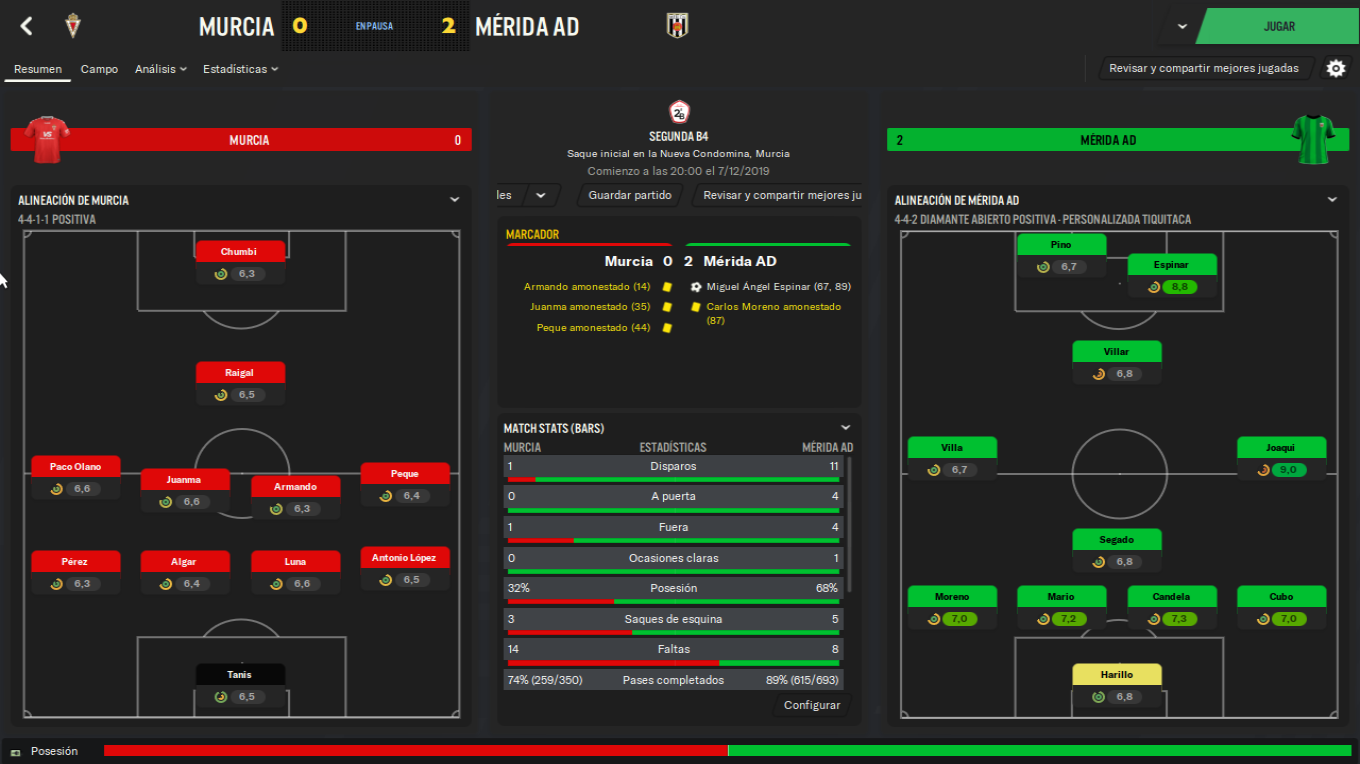 MURCIA 0 EN PAUSA 2 MÉRIDA AD
JUGAR
Resumen Campo Análisis Estadísticas
Revisar y compartir mejores jugadas
MURCIA 0
2B
SEGUNDA B4
Saque inicial en la Nueva Condomina, Murcia
Comienzo a las 20:00 el 7/12/2019
les Guardar partido Revisar y compartir mejores ju
2 MÉRIDA AD
ALINEACIÓN DE MURCIA
4-4-1-1 POSITIVA
Chumbi
6,3
Raigal
6,5
Paco Olano
6,6
Juanma
6,6
Armando
6,3
Peque
6,4
Pérez
6,3
Algar
6,4
Luna
6,6
Antonio López
6,5
Tanis
6,5
MARCADOR
Murcia 0 2 Mérida AD
Armando amonestado (14)
Juanma amonestado (35)
Peque amonestado (44)
Miguel Ángel Espinar (67, 89)
Carlos Moreno amonestado
(87)
MATCH STATS (BARS)
MURCIA ESTADÍSTICAS MÉRIDA AD
1 Disparos 11
0 A puerta 4
1 Fuera 4
0 Ocasiones claras 1
32% Posesión 68%
3 Saques de esquina 5
14 Faltas 8
74% (259/350) Pases completados 89% (615/693)
Configurar
ALINEACIÓN DE MÉRIDA AD
4-4-2 DIAMANTE ABIERTO POSITIVA - PERSONALIZADA TIQUITACA
Pino
6,7
Espinar
8,8
Villar
6,8
Villa
6,7
Joaqui
9,0
Segado
6,8
Moreno
7,0
Mario
7,2
Candela
7,3
Cubo
7,0
Harillo
6,8
Posesión